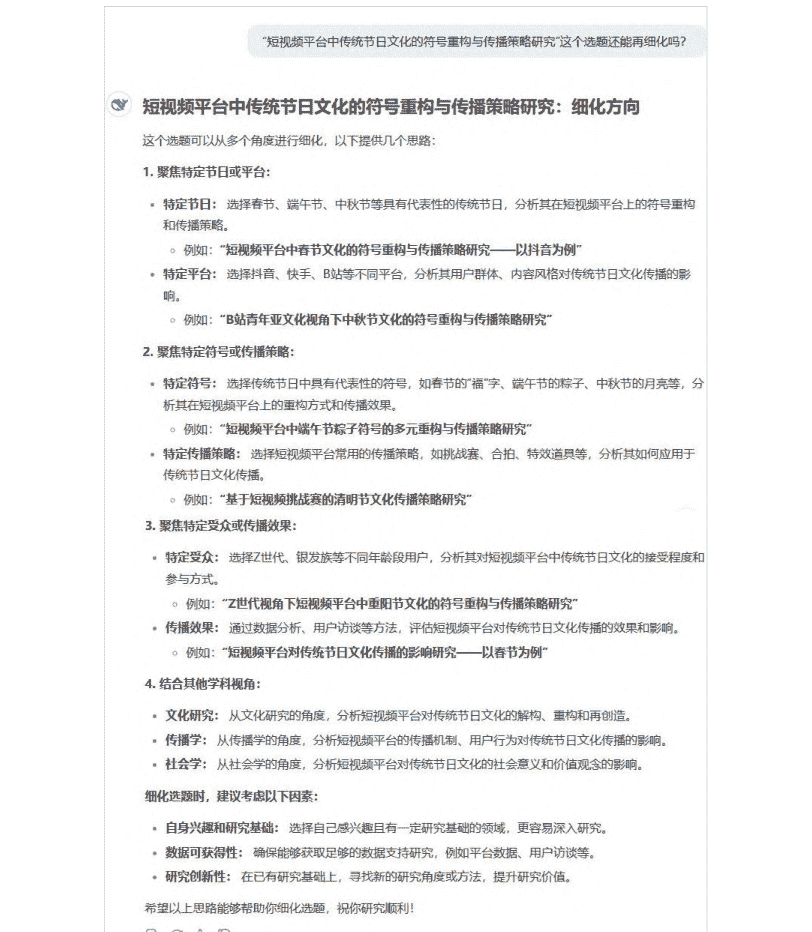 “短视频平台中传统节日文化的符号重构与传播策略研究”这个选题还能再细化吗?
短视频平台中传统节日文化的符号重构与传播策略研究：细化方向
这个选题可以从多个角度进行细化，以下提供几个思路：
1. 聚焦特定节日或平台：
• 特定节日： 选择春节、端午节、中秋节等具有代表性的传统节日，分析其在短视频平台上的符号重构
和传播策略。
◦ 例如：“短视频平台中春节文化的符号重构与传播策略研究——以抖音为例”
• 特定平台： 选择抖音、快手、B站等不同平台，分析其用户群体、内容风格对传统节日文化传播的影
响。
◦ 例如：“B站青年亚文化视角下中秋节文化的符号重构与传播策略研究”
2. 聚焦特定符号或传播策略：
• 特定符号： 选择传统节日中具有代表性的符号，如春节的“福”字、端午节的粽子、中秋节的月亮等，分
析其在短视频平台上的重构方式和传播效果。
◦ 例如：“短视频平台中端午节粽子符号的多元重构与传播策略研究”
• 特定传播策略： 选择短视频平台常用的传播策略，如挑战赛、合拍、特效道具等，分析其如何应用于
传统节日文化传播。
◦ 例如：“基于短视频挑战赛的清明节文化传播策略研究”
3. 聚焦特定受众或传播效果：
• 特定受众： 选择Z世代、银发族等不同年龄段用户，分析其对短视频平台中传统节日文化的接受程度和
参与方式。
◦ 例如：“Z世代视角下短视频平台中重阳节文化的符号重构与传播策略研究”
• 传播效果： 通过数据分析、用户访谈等方法，评估短视频平台对传统节日文化传播的效果和影响。
◦ 例如：“短视频平台对传统节日文化传播的影响研究——以春节为例”
4. 结合其他学科视角：
• 文化研究： 从文化研究的角度，分析短视频平台对传统节日文化的解构、重构和再创造。
• 传播学： 从传播学的角度，分析短视频平台的传播机制、用户行为对传统节日文化传播的影响。
• 社会学： 从社会学的角度，分析短视频平台对传统节日文化的社会意义和价值观念的影响。
细化选题时，建议考虑以下因素：
• 自身兴趣和研究基础： 选择自己感兴趣且有一定研究基础的领域，更容易深入研究。
• 数据可获得性： 确保能够获取足够的数据支持研究，例如平台数据、用户访谈等。
• 研究创新性： 在已有研究基础上，寻找新的研究角度或方法，提升研究价值。
希望以上思路能够帮助你细化选题，祝你研究顺利！